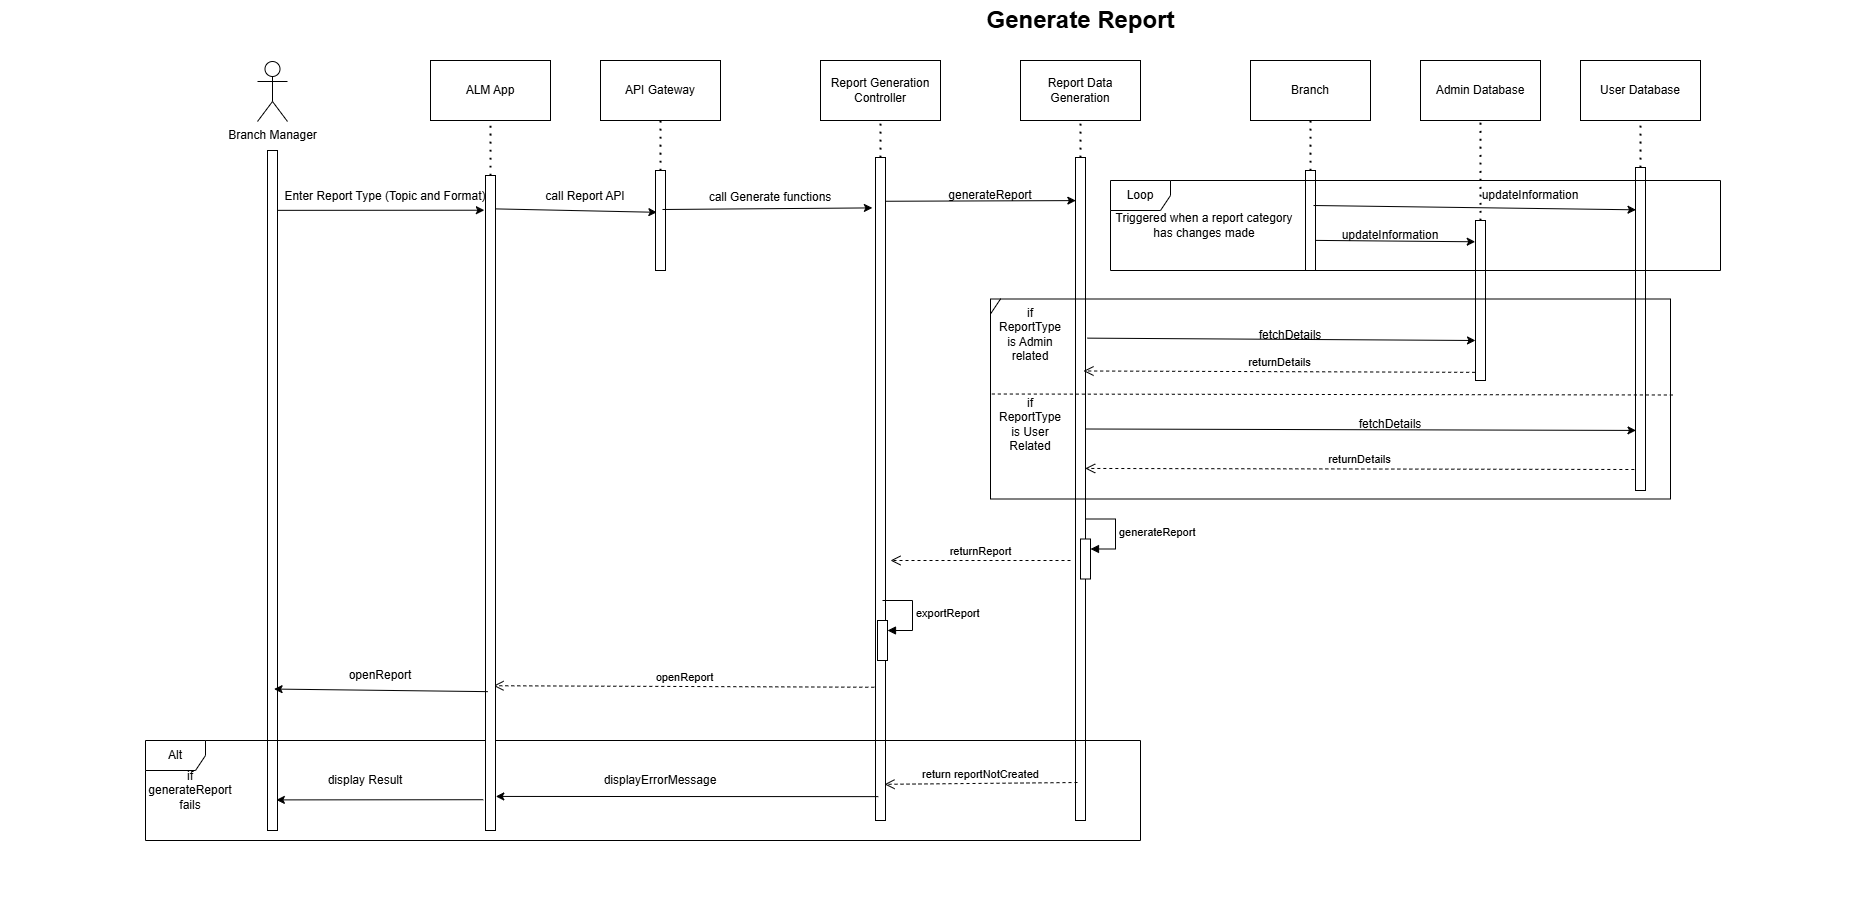 Generate Report
Branch Manager
ALM App
API Gateway
Report Generation
Controller
Report Data
Generation
Branch
Admin Database
User Database
Enter Report Type (Topic and Format)
call Report API
call Generate functions
generateReport
Loop
Triggered when a report category
has changes made
updateInformation
updateInformation
if
ReportType
is Admin
related
fetchDetails
returnDetails
if
ReportType
is User
Related
fetchDetails
returnDetails
generateReport
returnReport
exportReport
openReport
openReport
Alt
if
generateReport
fails
display Result
displayErrorMessage
return reportNotCreated